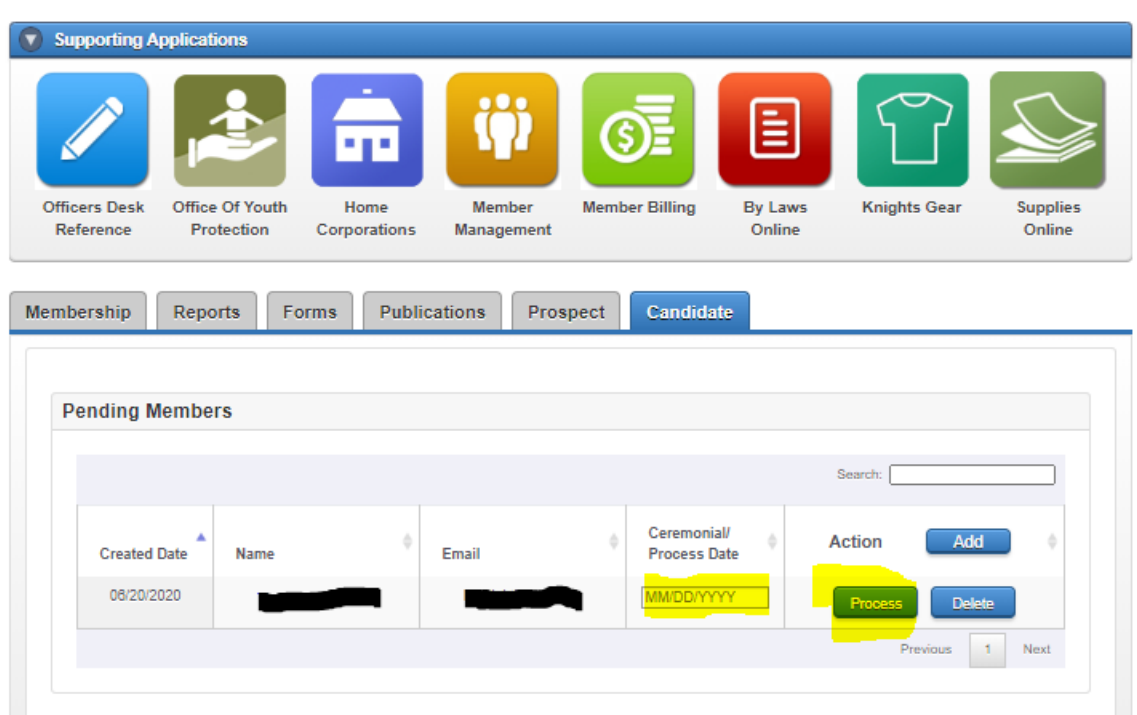 Supporting Applications
$
Officers Desk Reference
Office Of Youth Protection
Home Corporations
Member Management
Member Billing
By Laws Online
Knights Gear
Supplies Online
Membership Reports Forms Publications Prospect Candidate
Pending Members
Search:
Created Date Name Email Ceremonial/ Process Date Action Add
06/20/2020 MM/DD/YYYY Process Delete
Previous 1 Next